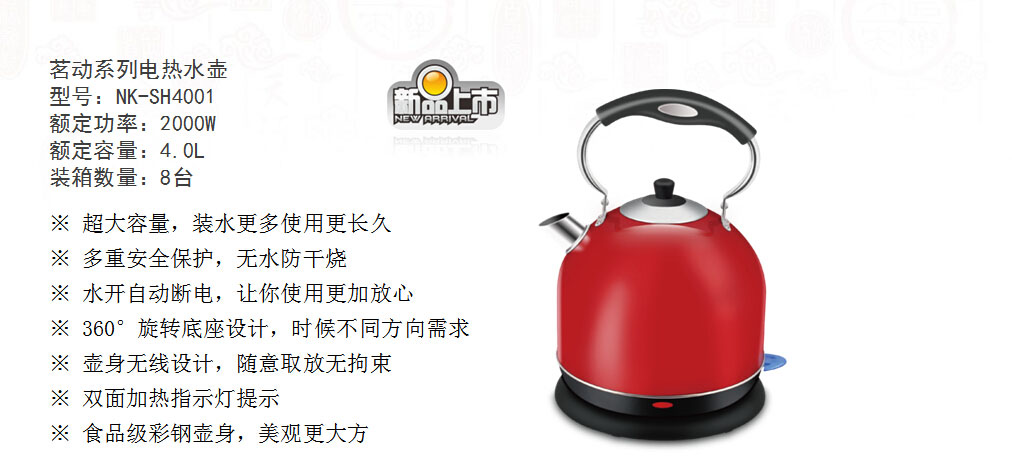 茗动系列电热水壶
型号：NK-SH4001
额定功率：2000W
额定容量：4.0L
装箱数量：8台
新品上市
NEW ARRIVAL
※ 超大容量，装水更多使用更长久
※ 多重安全保护，无水防干烧
※ 水开自动断电，让你使用更加放心
※ 360°旋转底座设计，时候不同方向需求
※ 壶身无线设计，随意取放无拘束
※ 双面加热指示灯提示
※ 食品级彩钢壶身，美观更大方